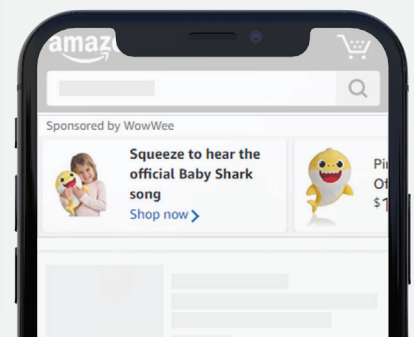 amaz
Sponsored by WowWee
Squeeze to hear the
official Baby Shark
song
Shop now
Pi
Of
$1